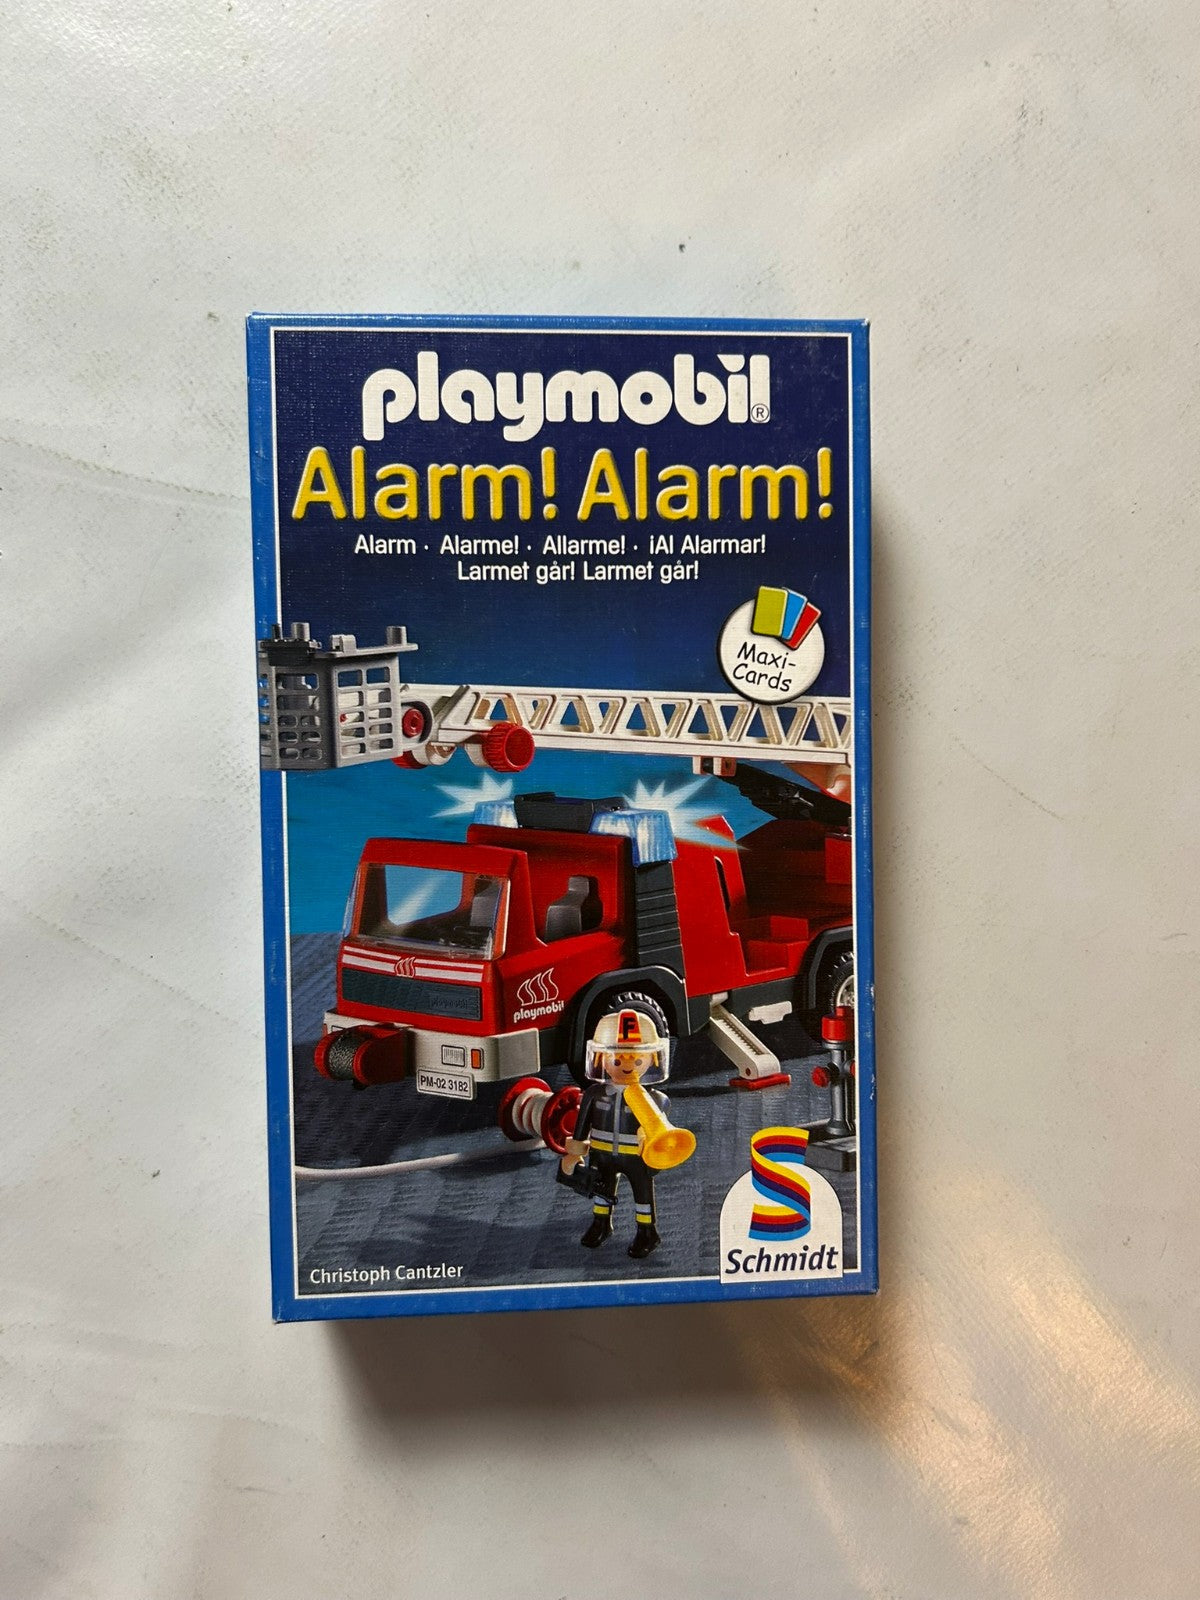 playmobil®
Alarm! Alarm!
Alarm · Alarme! · Allarme! · ¡Al Alarmar!
Larmet går! Larmet går!
Maxi-
Cards
playmobil
PM-02 3182
F
Schmidt
Christoph Cantzler